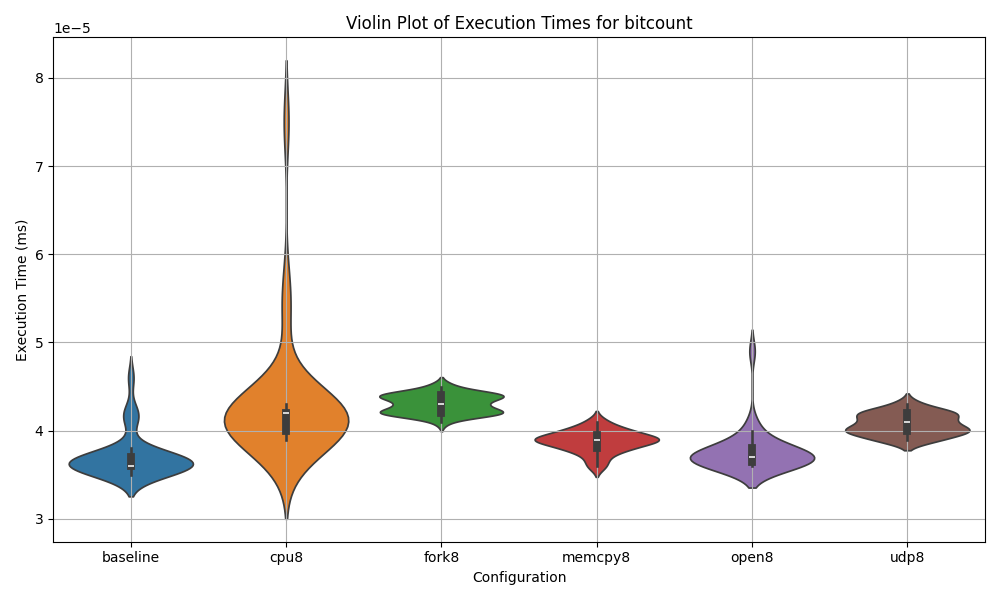 Violin Plot of Execution Times for bitcount
1e−5
8
7
6
5
4
3
Execution Time (ms)
baseline cpu8 fork8 memcpy8 open8 udp8
Configuration